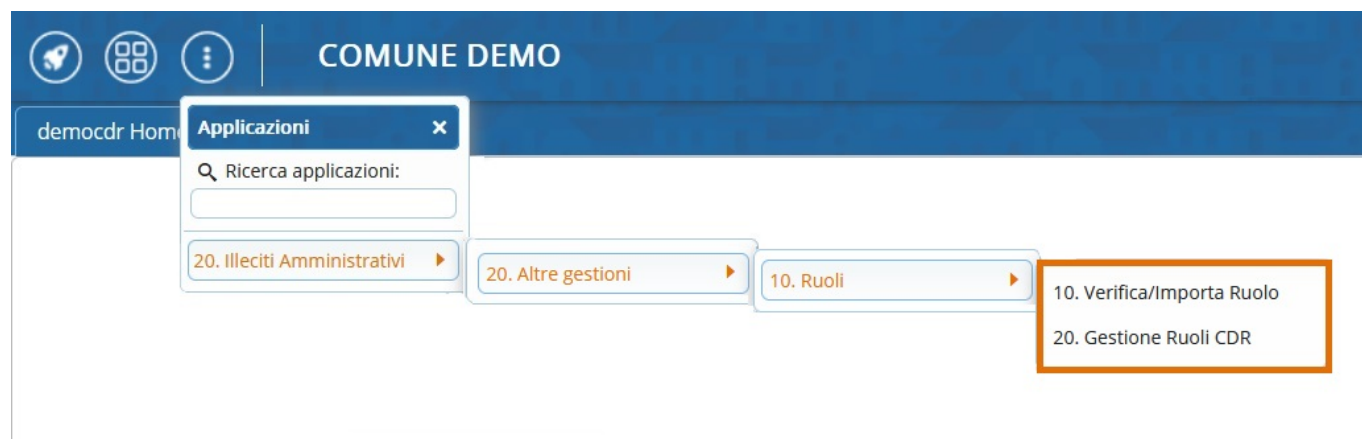 COMUNE DEMO
democdr Home
Applazioni
Ricerca applicazioni:
20. Illeciti Amministrativi
20. Altre gestioni
10. Ruoli
10. Verifica/Importa Ruolo
20. Gestione Ruoli CDR